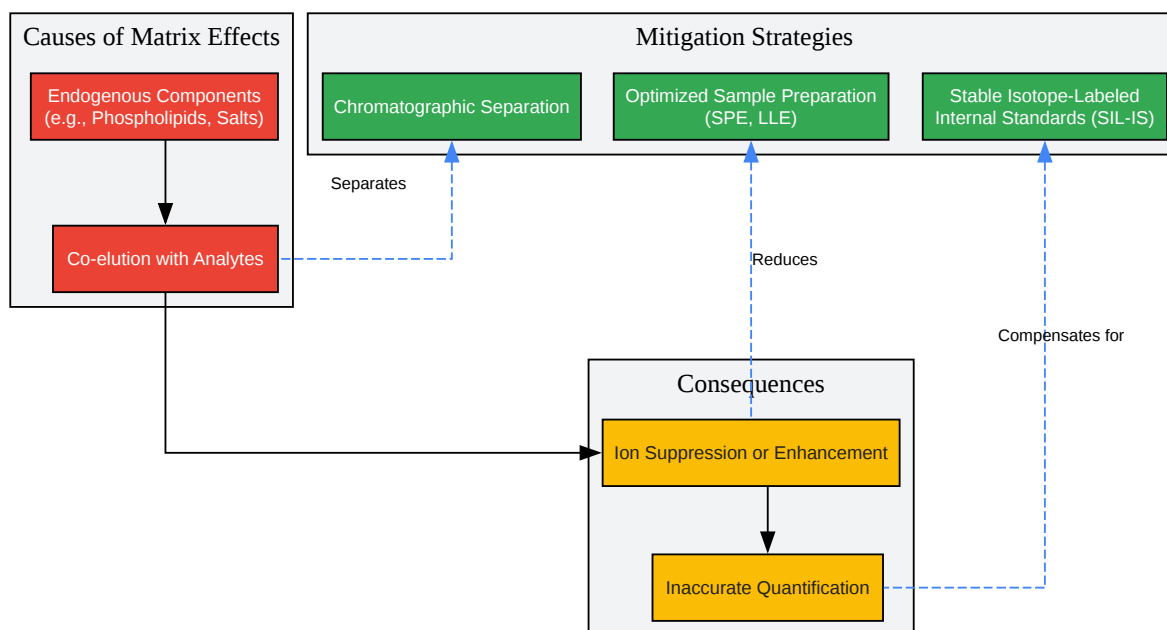 Causes of Matrix Effects
Endogenous Components
(e.g., Phospholipids, Salts)
Co-elution with Analytes
Mitigation Strategies
Chromatographic Separation
Optimized Sample Preparation
(SPE, LLE)
Stable Isotope-Labeled
Internal Standards (SIL-IS)
Separates
Reduces
Compensates for
Consequences
Ion Suppression or Enhancement
Inaccurate Quantification